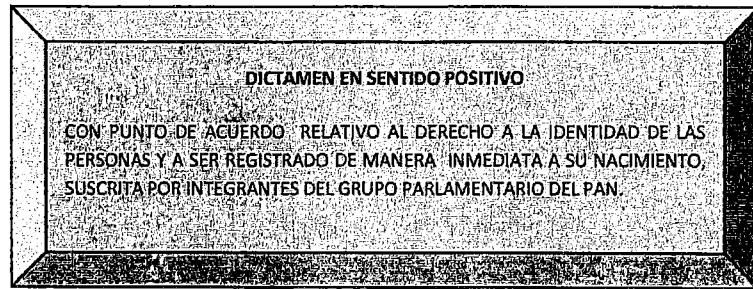 DICTAMEN EN SENTIDO POSITIVO
CON PUNTO DE ACUERDO RELATIVO AL DERECHO A LA IDENTIDAD DE LAS
PERSONAS Y A SER REGISTRADO DE MANERA INMEDIATA A SU NACIMIENTO,
SUSCRITA POR INTEGRANTES DEL GRUPO PARLAMENTARIO DEL PAN.